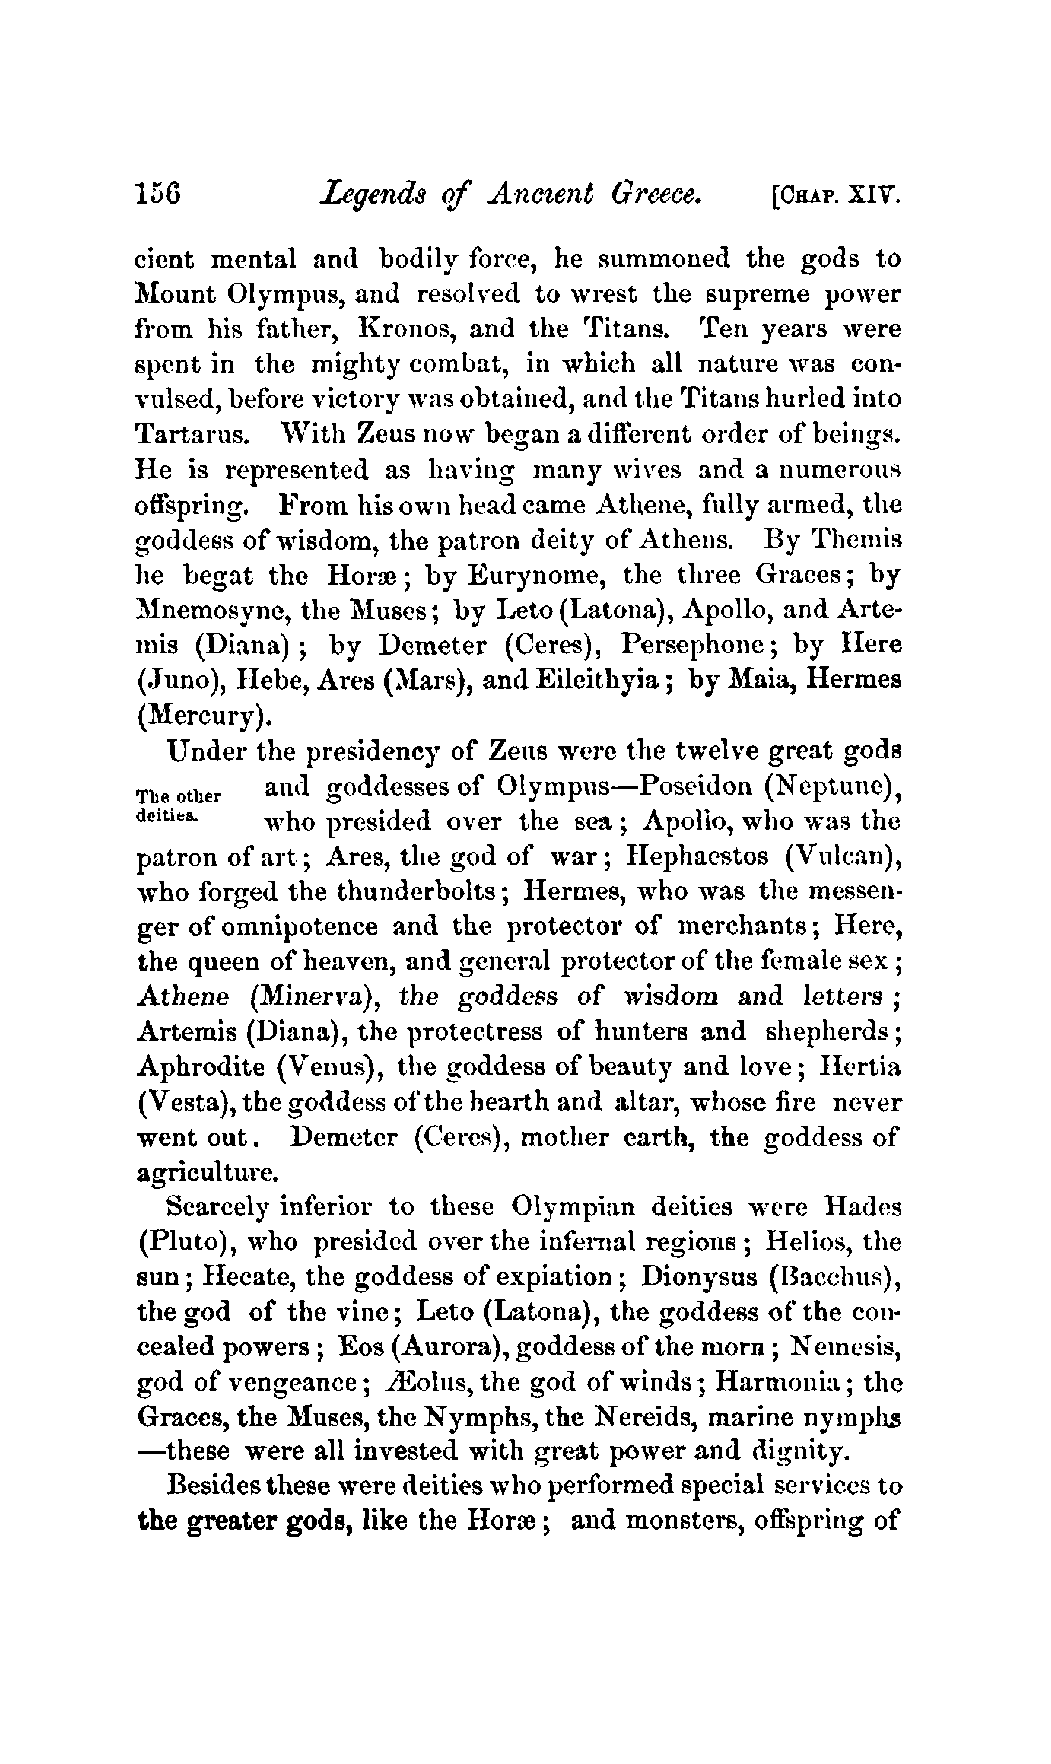 156 Legends of Ancient Greece. [CHAP. XIV.
cient mental and bodily force, he summoned the gods to
Mount Olympus, and resolved to wrest the supreme power
from his father, Kronos, and the Titans. Ten years were
spent in the mighty combat, in which all nature was con-
vulsed, before victory was obtained, and the Titans hurled into
Tartarus. With Zeus now began a different order of beings.
He is represented as having many wives and a numerous
offspring. From his own head came Athene, fully armed, the
goddess of wisdom, the patron deity of Athens. By Themis
he begat the Horæ; by Eurynome, the three Graces; by
Mnemosyne, the Muses; by Leto (Latona), Apollo, and Arte-
mis (Diana); by Demeter (Ceres), Persephone; by Here
(Juno), Hebe, Ares (Mars), and Eileithyia; by Maia, Hermes
(Mercury).
Under the presidency of Zeus were the twelve great gods
The other and goddesses of Olympus—Poseidon (Neptune),
deities. who presided over the sea; Apollo, who was the
patron of art; Ares, the god of war; Hephaestos (Vulcan),
who forged the thunderbolts; Hermes, who was the messen-
ger of omnipotence and the protector of merchants; Here,
the queen of heaven, and general protector of the female sex;
Athene (Minerva), the goddess of wisdom and letters;
Artemis (Diana), the protectress of hunters and shepherds;
Aphrodite (Venus), the goddess of beauty and love; Hertia
(Vesta), the goddess of the hearth and altar, whose fire never
went out. Demeter (Ceres), mother earth, the goddess of
agriculture.
Scarcely inferior to these Olympian deities were Hades
(Pluto), who presided over the infernal regions; Helios, the
sun; Hecate, the goddess of expiation; Dionysus (Bacchus),
the god of the vine; Leto (Latona), the goddess of the con-
cealed powers; Eos (Aurora), goddess of the morn; Nemesis,
god of vengeance; Æolus, the god of winds; Harmonia; the
Graces, the Muses, the Nymphs, the Nereids, marine nymphs
—these were all invested with great power and dignity.
Besides these were deities who performed special services to
the greater gods, like the Horæ; and monsters, offspring of